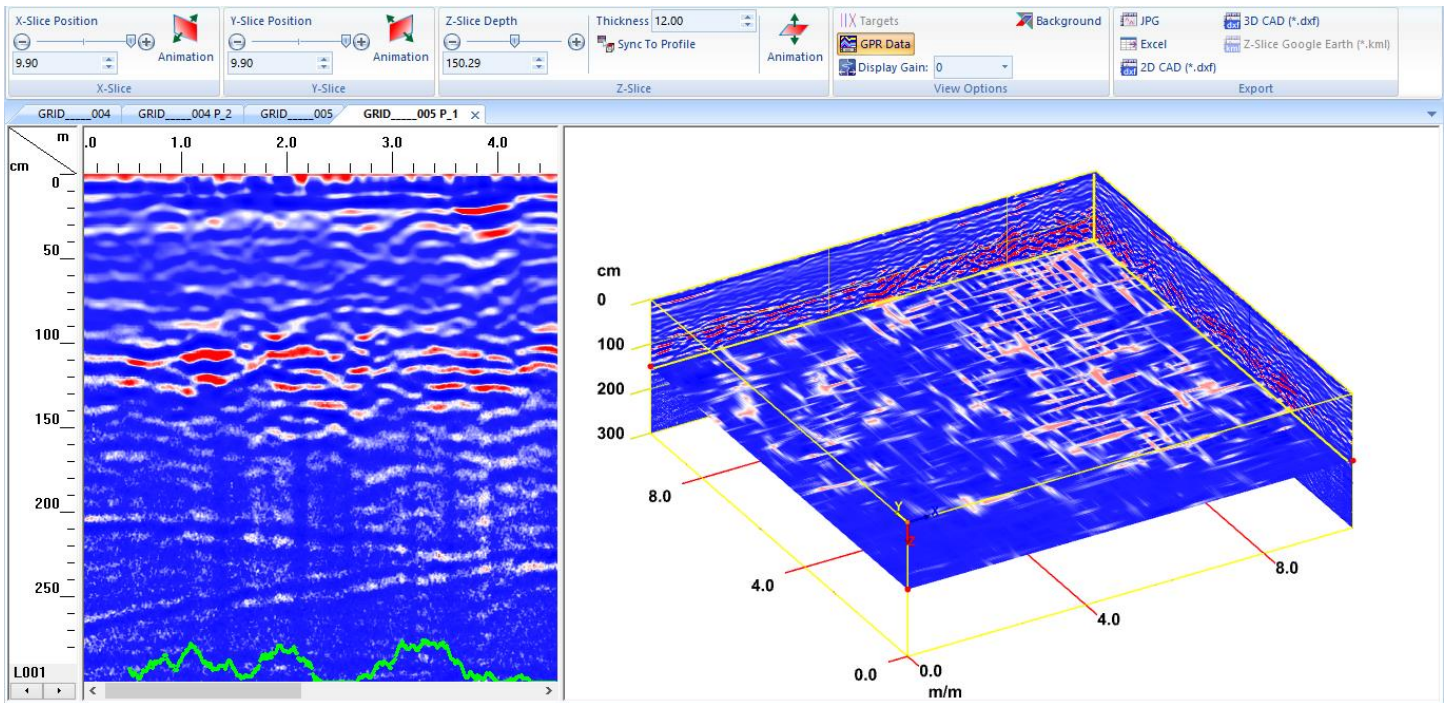 X-Slice Position
9.90
Animation
X-Slice
Y-Slice Position
9.90
Animation
Y-Slice
Z-Slice Depth
150.29
Thickness 12.00
Sync To Profile
Animation
Z-Slice
Targets
GPR Data
Display Gain: 0
Background
View Options
JPG
Excel
2D CAD (*.dxf)
3D CAD (*.dxf)
Z-Slice Google Earth (*.kml)
Export
GRID_____004 GRID_____004 P_2 GRID_____005 GRID_____005 P_1
m
cm
.0 1.0 2.0 3.0 4.0
0
50
100
150
200
250
L001
cm
0
100
200
300
8.0
4.0
0.0
0.0
4.0
8.0
m/m
Y
X
Z